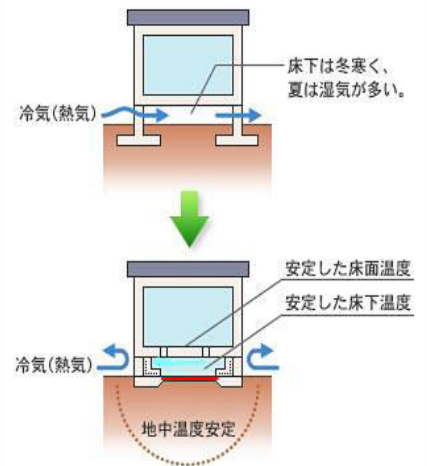 床下は冬寒く、
夏は湿気が多い。
冷気(熱気)
安定した床面温度
安定した床下温度
冷気(熱気)
地中温度安定